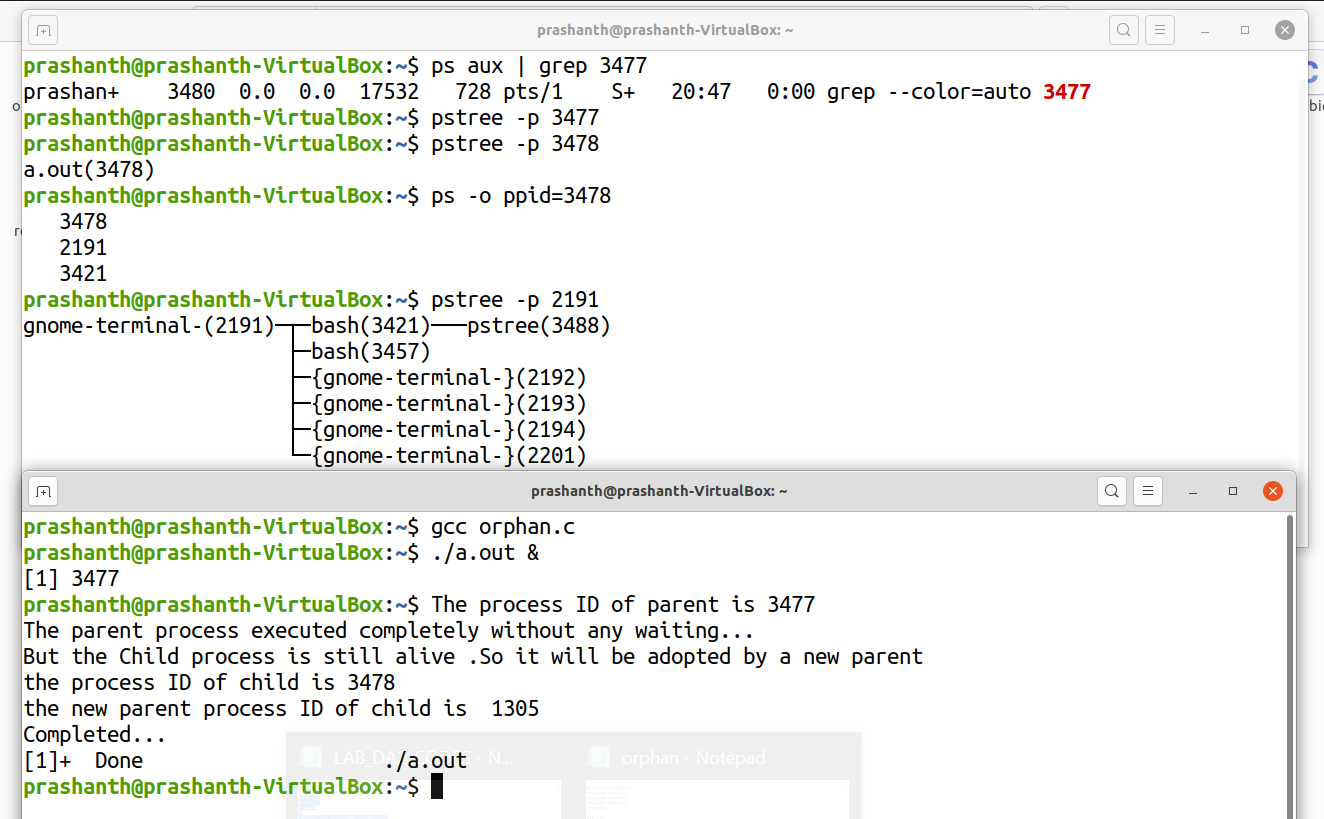 prashanth@prashanth-VirtualBox: ~
prashanth@prashanth-VirtualBox:~$ ps aux | grep 3477
prashan+    3480  0.0  0.0  17532   728 pts/1    S+   20:47   0:00 grep --color=auto 3477
prashanth@prashanth-VirtualBox:~$ pstree -p 3477
prashanth@prashanth-VirtualBox:~$ pstree -p 3478
a.out(3478)
prashanth@prashanth-VirtualBox:~$ ps -o ppid=3478
   3478
   2191
   3421
prashanth@prashanth-VirtualBox:~$ pstree -p 2191
gnome-terminal-(2191)─┬─bash(3421)───pstree(3488)
                      ├─bash(3457)
                      ├─{gnome-terminal-}(2192)
                      ├─{gnome-terminal-}(2193)
                      ├─{gnome-terminal-}(2194)
                      └─{gnome-terminal-}(2201)
prashanth@prashanth-VirtualBox: ~
prashanth@prashanth-VirtualBox:~$ gcc orphan.c
prashanth@prashanth-VirtualBox:~$ ./a.out &
[1] 3477
prashanth@prashanth-VirtualBox:~$ The process ID of parent is 3477
The parent process executed completely without any waiting...
But the Child process is still alive .So it will be adopted by a new parent
the process ID of child is 3478
the new parent process ID of child is  1305
Completed...
[1]+  Done                    ./a.out
prashanth@prashanth-VirtualBox:~$
orphan - Notepad